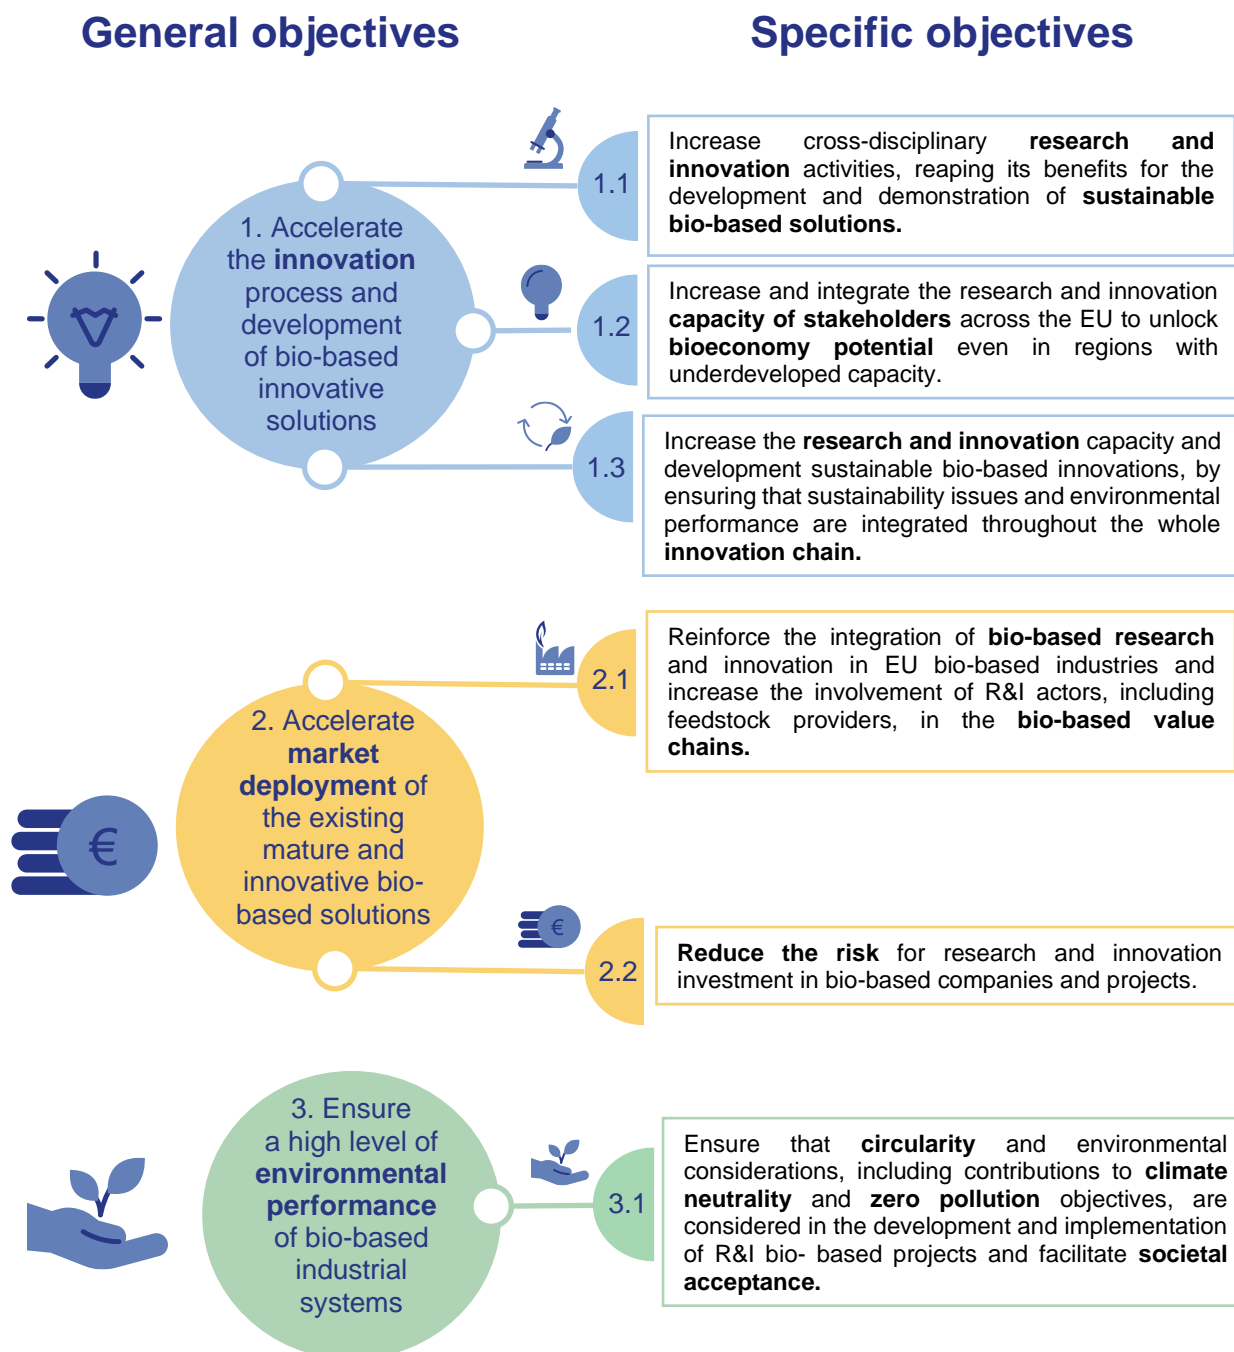 General objectives
Specific objectives
1. Accelerate
the innovation
process and
development
of bio-based
innovative
solutions
1.1
Increase cross-disciplinary research and
innovation activities, reaping its benefits for the
development and demonstration of sustainable
bio-based solutions.
1.2
Increase and integrate the research and innovation
capacity of stakeholders across the EU to unlock
bioeconomy potential even in regions with
underdeveloped capacity.
1.3
Increase the research and innovation capacity and
development sustainable bio-based innovations, by
ensuring that sustainability issues and environmental
performance are integrated throughout the whole
innovation chain.
2. Accelerate
market
deployment of
the existing
mature and
innovative bio-
based solutions
€
2.1
Reinforce the integration of bio-based research
and innovation in EU bio-based industries and
increase the involvement of R&I actors, including
feedstock providers, in the bio-based value
chains.
€
2.2
Reduce the risk for research and innovation
investment in bio-based companies and projects.
3. Ensure
a high level of
environmental
performance
of bio-based
industrial
systems
3.1
Ensure that circularity and environmental
considerations, including contributions to climate
neutrality and zero pollution objectives, are
considered in the development and implementation
of R&I bio- based projects and facilitate societal
acceptance.